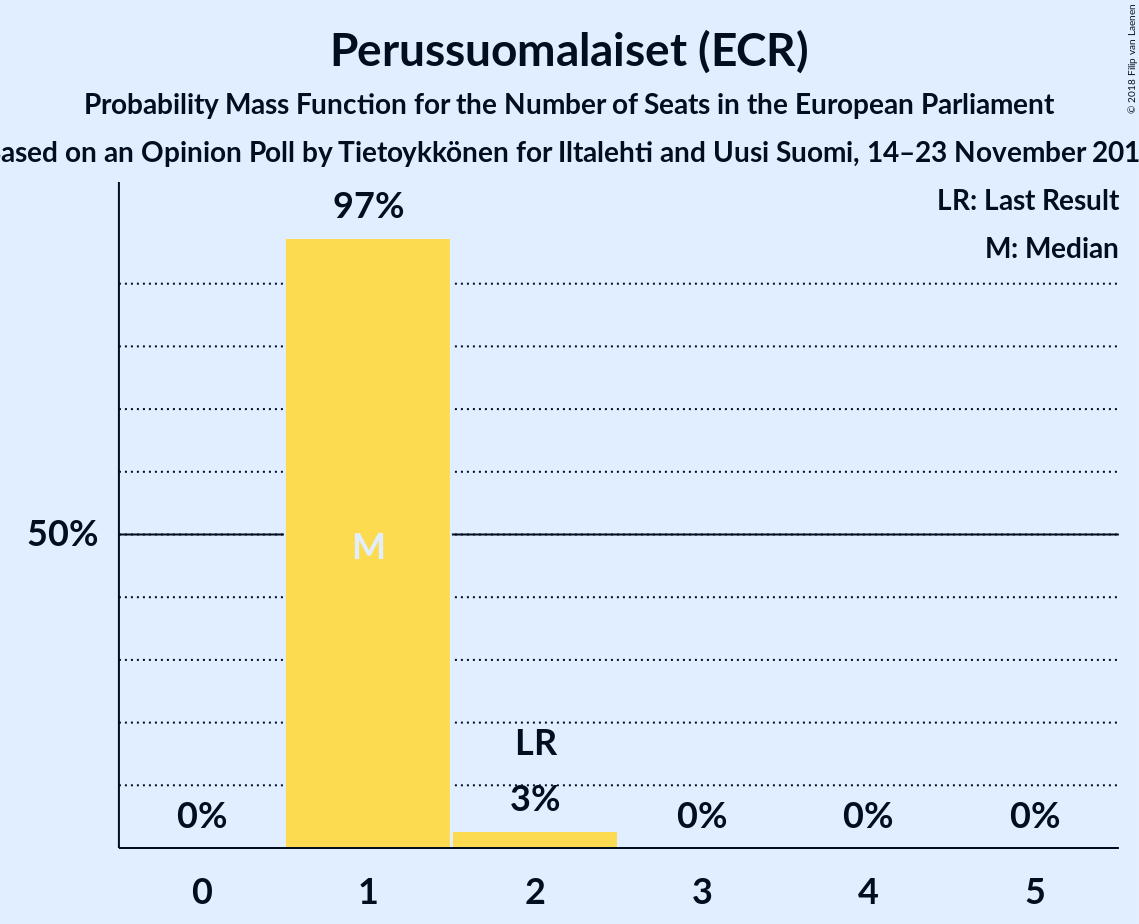 Perussuomalaiset (ECR)
Probability Mass Function for the Number of Seats in the European Parliament
ased on an Opinion Poll by Tietoykkönen for Iltalehti and Uusi Suomi, 14–23 November 201
© 2018 Filip van Laenen
LR: Last Result
M: Median
97%
50%
M
LR
0%
3%
0%
0%
0%
0
1
2
3
4
5